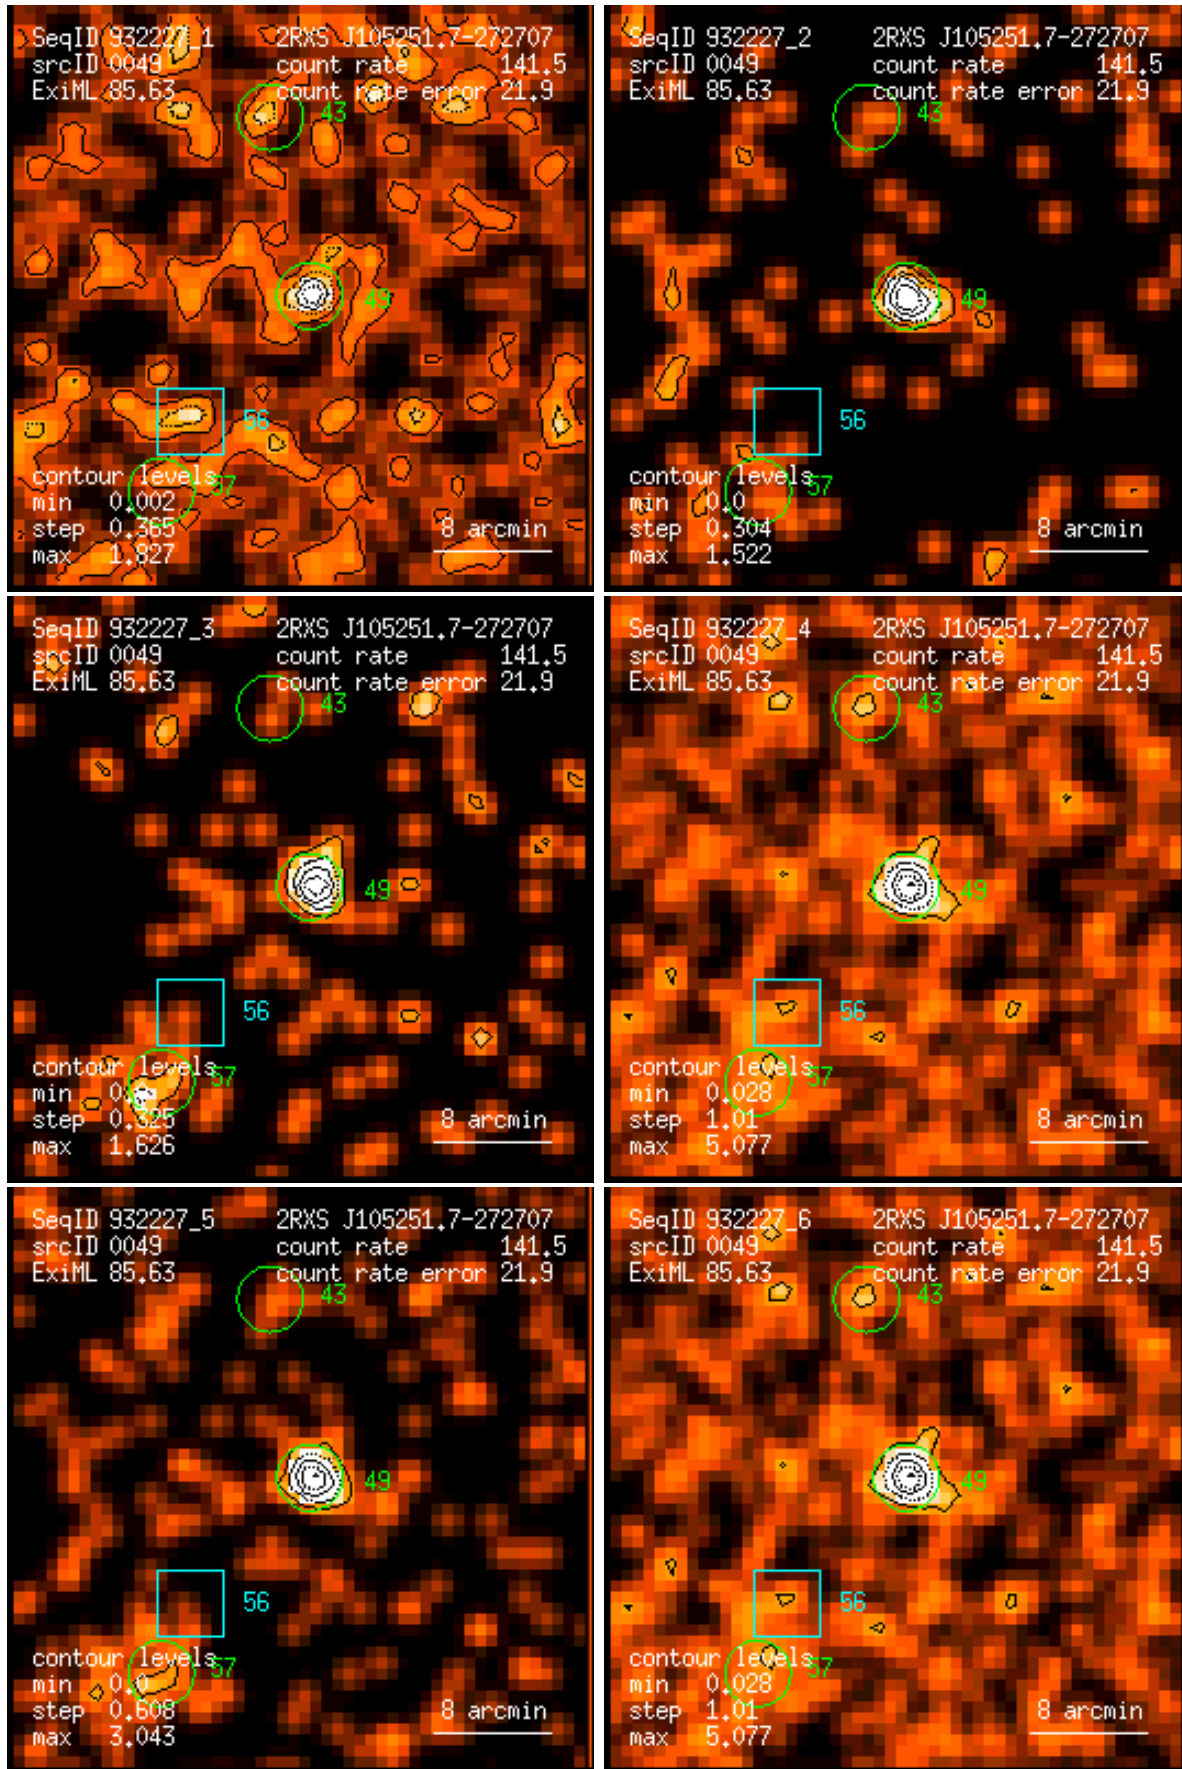 SeqID 932227_1 2RXS J105251.7-272707
srcID 0049 count rate 141.5
ExiML 85.63 count rate error 21.9
43
49
56
contour levels
57
min 0.002
step 0.365 8 arcmin
max 1.827
SeqID 932227_2 2RXS J105251.7-272707
srcID 0049 count rate 141.5
ExiML 85.63 count rate error 21.9
43
49
56
contour levels
57
min 0.0
step 0.304 8 arcmin
max 1.522
SeqID 932227_3 2RXS J105251.7-272707
srcID 0049 count rate 141.5
ExiML 85.63 count rate error 21.9
43
49
56
contour levels
57
min
step 0.325 8 arcmin
max 1.626
SeqID 932227_4 2RXS J105251.7-272707
srcID 0049 count rate 141.5
ExiML 85.63 count rate error 21.9
43
49
56
contour levels
57
min 0.028
step 1.01 8 arcmin
max 5.077
SeqID 932227_5 2RXS J105251.7-272707
srcID 0049 count rate 141.5
ExiML 85.63 count rate error 21.9
43
49
56
contour levels
57
min 0.0
step 0.608 8 arcmin
max 3.043
SeqID 932227_6 2RXS J105251.7-272707
srcID 0049 count rate 141.5
ExiML 85.63 count rate error 21.9
43
49
56
contour levels
57
min 0.028
step 1.01 8 arcmin
max 5.077